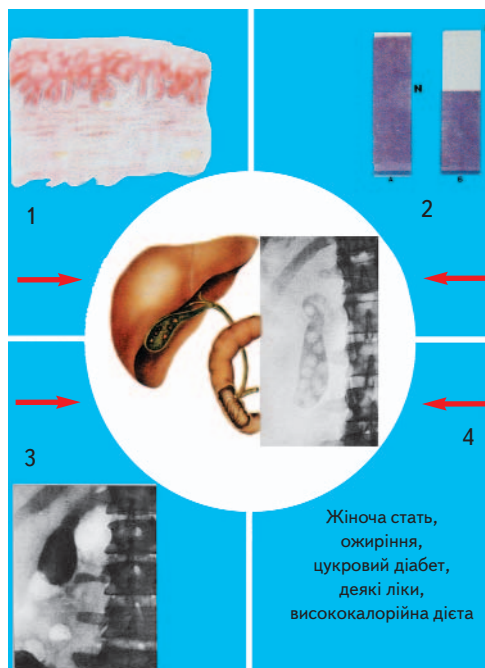 N
А
Б
1
2
3
4
Жіноча стать,
ожиріння,
цукровий діабет,
деякі ліки,
висококалорійна дієта